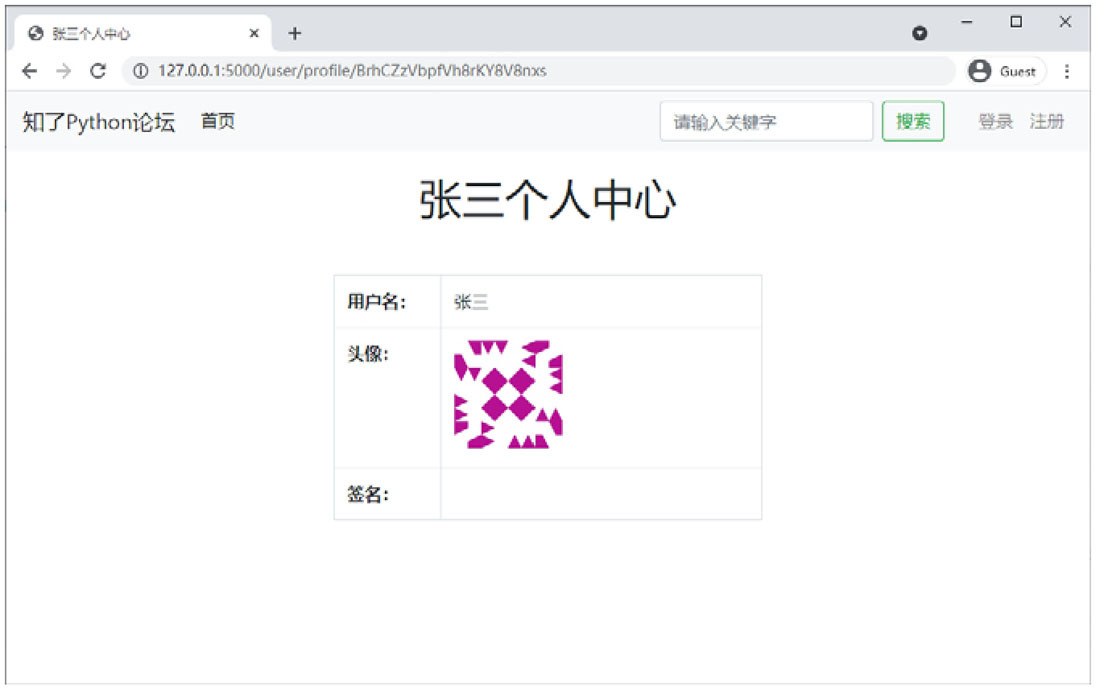 张三个人中心
127.0.0.1:5000/user/profile/BrhCZzVbpfVh8rKY8V8nxs
Guest
知了Python论坛 首页 请输入关键字 搜索 登录 注册
张三个人中心
用户名: 张三
头像:
签名: